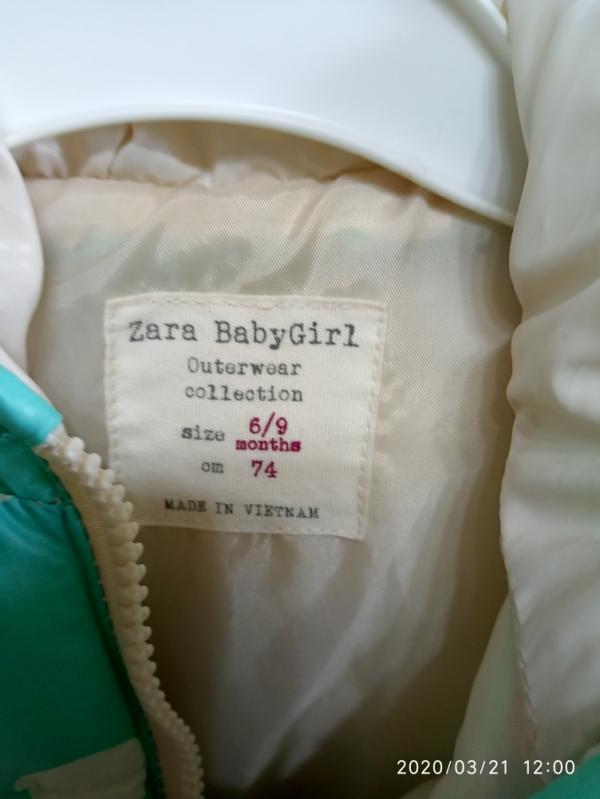 Zara BabyGirl
Outerwear
collection
size 6/9
months
cm 74
MADE IN VIETNAM
2020/03/21 12:00